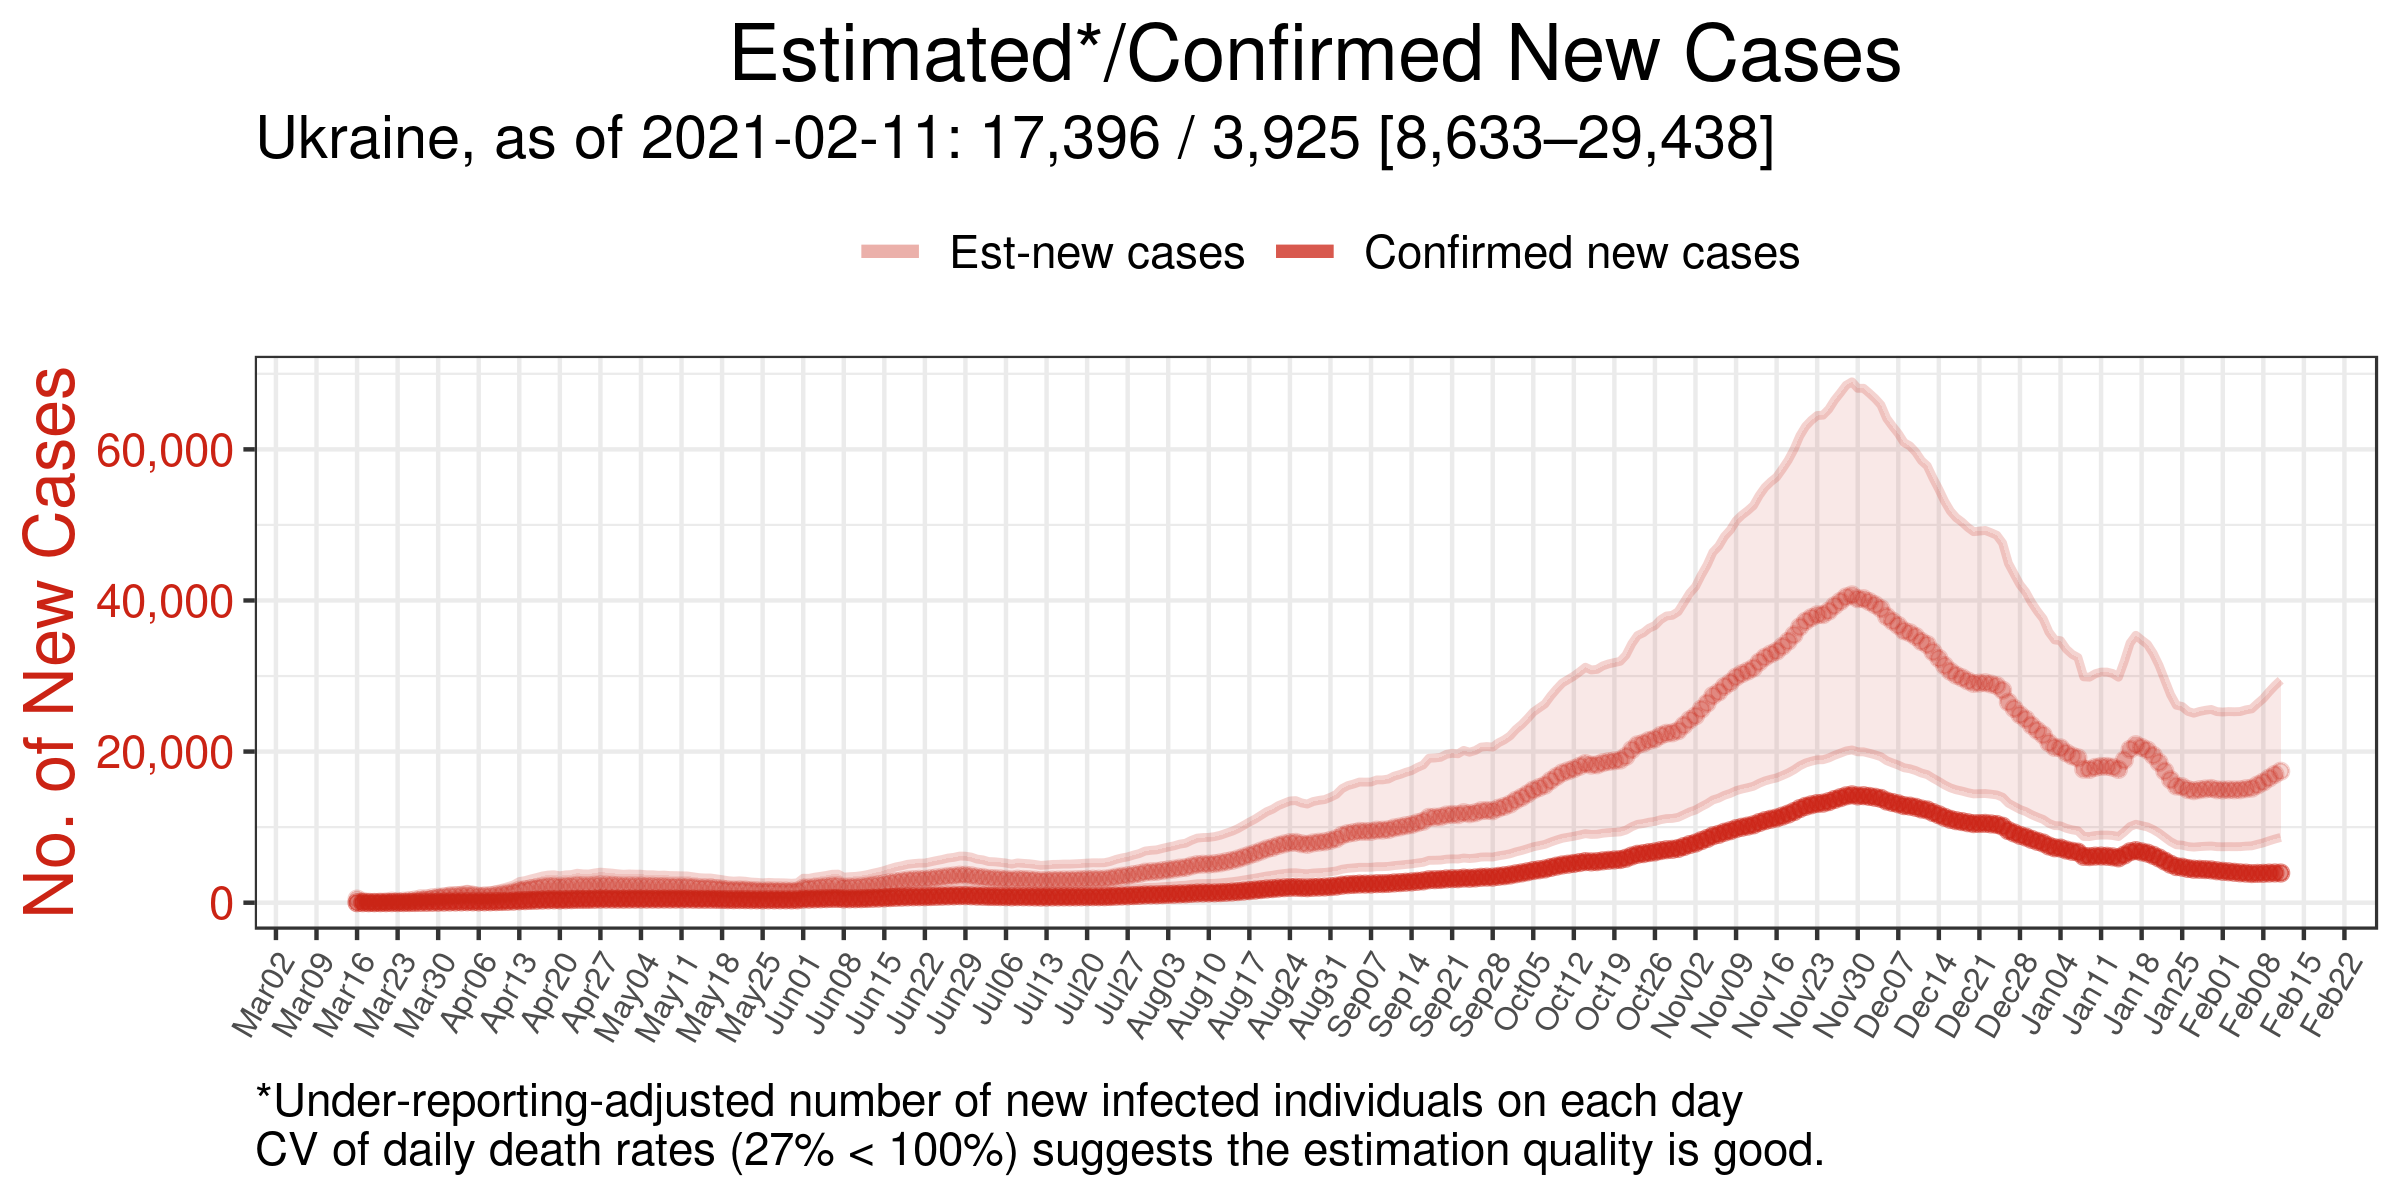 Estimated*/Confirmed New Cases
Ukraine, as of 2021-02-11: 17,396 / 3,925 [8,633–29,438]
Est-new cases
Confirmed new cases
No. of New Cases
60,000
40,000
20,000
0
Mar02
Mar09
Mar16
Mar23
Mar30
Apr06
Apr13
Apr20
Apr27
May04
May11
May18
May25
Jun01
Jun08
Jun15
Jun22
Jun29
Jul06
Jul13
Jul20
Jul27
Aug03
Aug10
Aug17
Aug24
Aug31
Sep07
Sep14
Sep21
Sep28
Oct05
Oct12
Oct19
Oct26
Nov02
Nov09
Nov16
Nov23
Nov30
Dec07
Dec14
Dec21
Dec28
Jan04
Jan11
Jan18
Jan25
Feb01
Feb08
Feb15
Feb22
*Under-reporting-adjusted number of new infected individuals on each day
CV of daily death rates (27% < 100%) suggests the estimation quality is good.